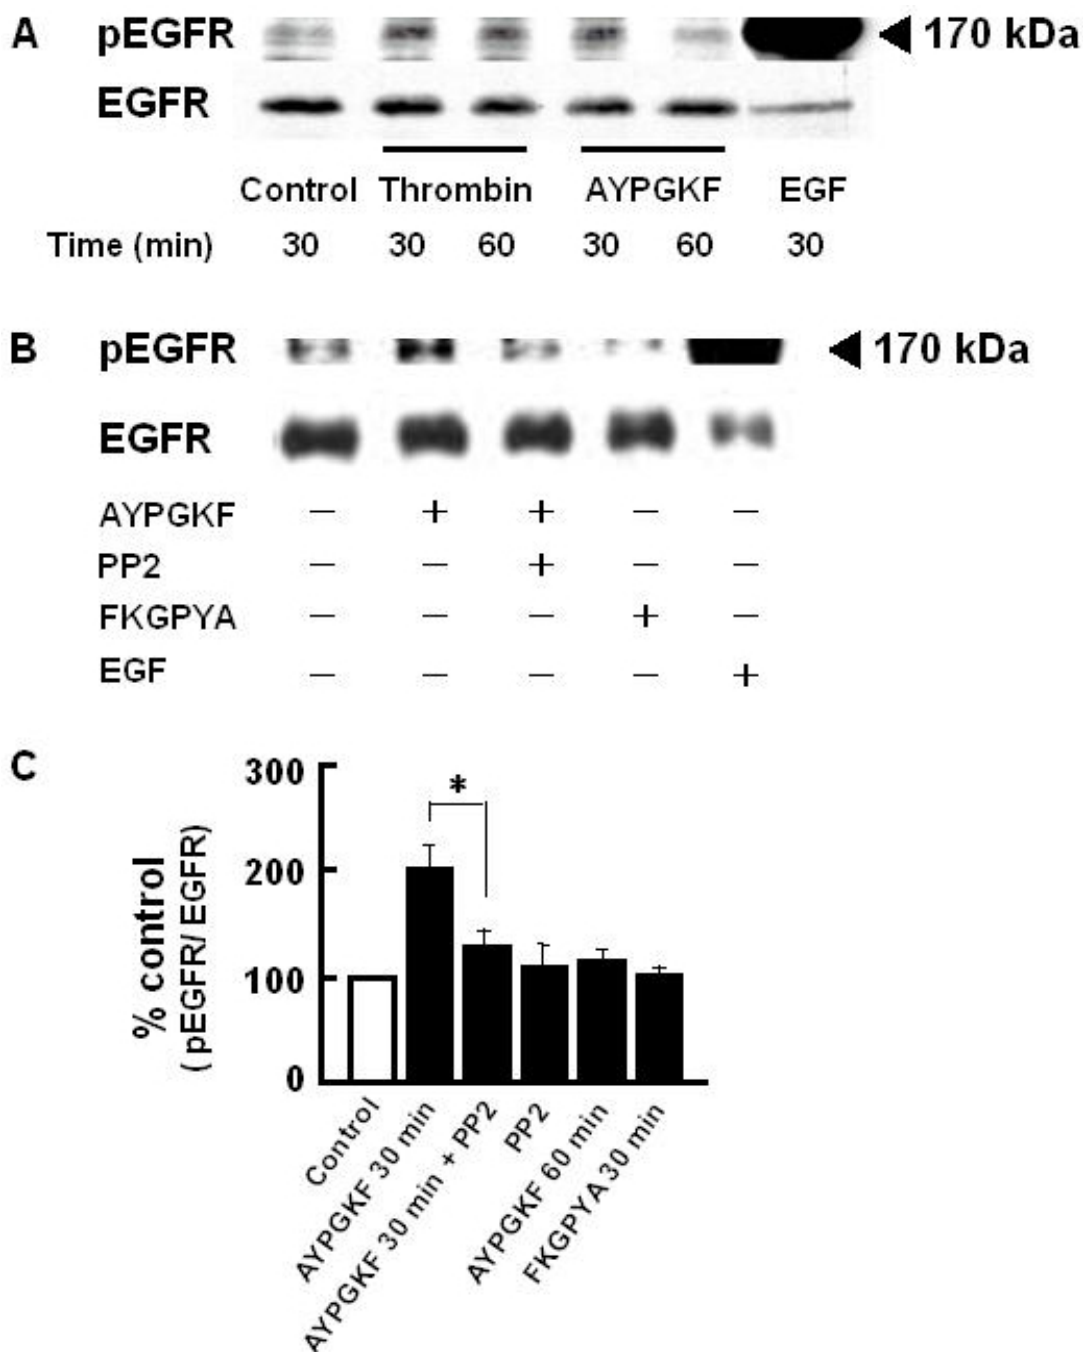 A pEGFR 170 kDa
EGFR
Control Thrombin AYPGKF EGF
Time (min) 30 30 60 30 60 30
B pEGFR 170 kDa
EGFR
AYPGKF − + + − −
PP2 − − + − −
FKGPYA − − − + −
EGF − − − − +
C
300
200
100
0
% control
( pEGFR/ EGFR)
*
Control
AYPGKF 30 min
AYPGKF 30 min + PP2
PP2
AYPGKF 60 min
FKGPYA 30 min